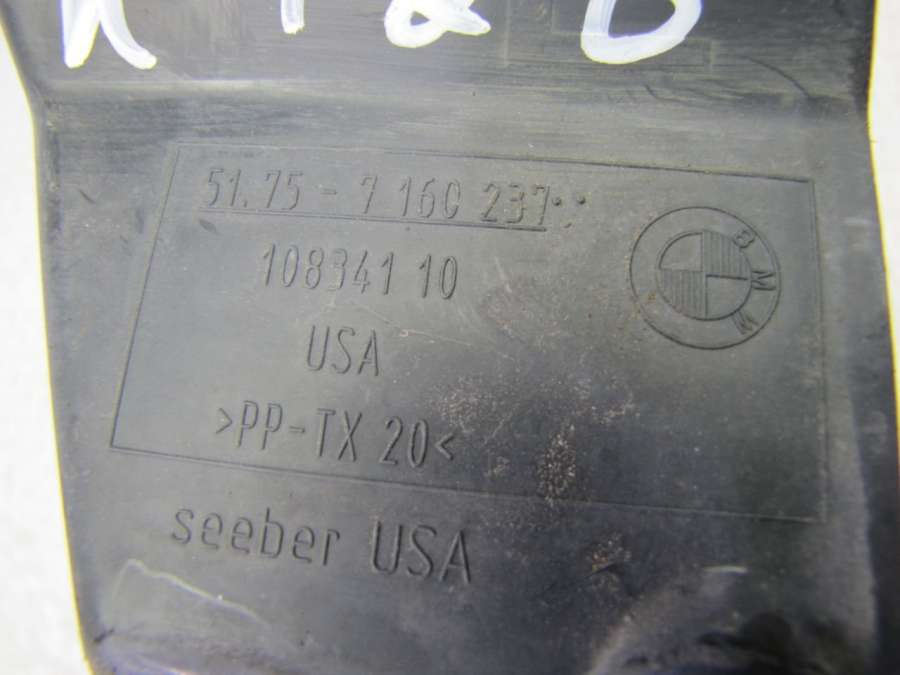 51.75 - 7 160 237
108341 10
BMW
USA
>PP-TX 20<
seeber USA